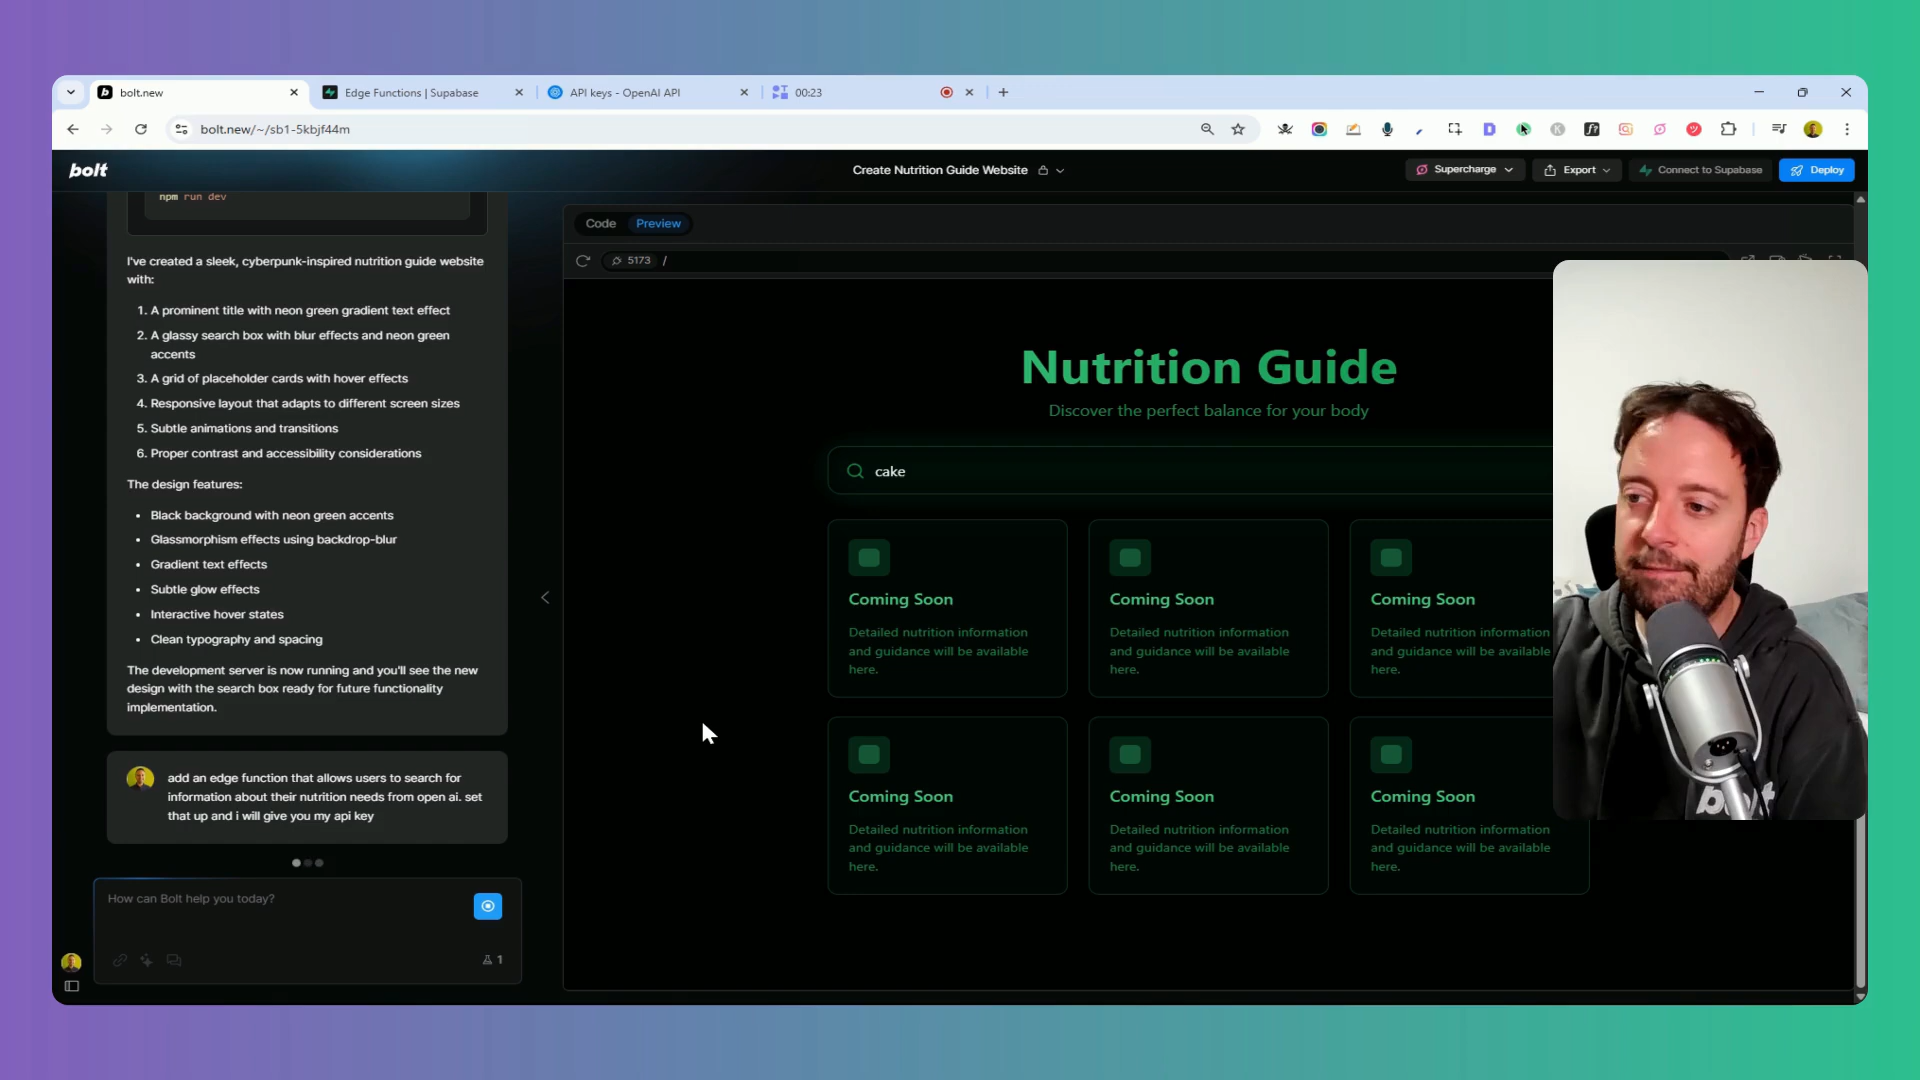 bolt.new
Edge Functions | Supabase
API keys - OpenAI API
00:23
bolt.new/~/sb1-5kbjf44m
bolt
Create Nutrition Guide Website
Supercharge
Export
Connect to Supabase
Deploy
npm run dev
I've created a sleek, cyberpunk-inspired nutrition guide website
with:
1. A prominent title with neon green gradient text effect
2. A glassy search box with blur effects and neon green
accents
3. A grid of placeholder cards with hover effects
4. Responsive layout that adapts to different screen sizes
5. Subtle animations and transitions
6. Proper contrast and accessibility considerations
The design features:
• Black background with neon green accents
• Glassmorphism effects using backdrop-blur
• Gradient text effects
• Subtle glow effects
• Interactive hover states
• Clean typography and spacing
The development server is now running and you'll see the new
design with the search box ready for future functionality
implementation.
add an edge function that allows users to search for
information about their nutrition needs from open ai. set
that up and i will give you my api key
How can Bolt help you today?
1
Code
Preview
5173
/
Nutrition Guide
Discover the perfect balance for your body
cake
Coming Soon
Detailed nutrition information
and guidance will be available
here.
Coming Soon
Detailed nutrition information
and guidance will be available
here.
Coming Soon
Detailed nutrition information
and guidance will be available
here.
Coming Soon
Detailed nutrition information
and guidance will be available
here.
Coming Soon
Detailed nutrition information
and guidance will be available
here.
Coming Soon
Detailed nutrition information
and guidance will be available
here.
bolt